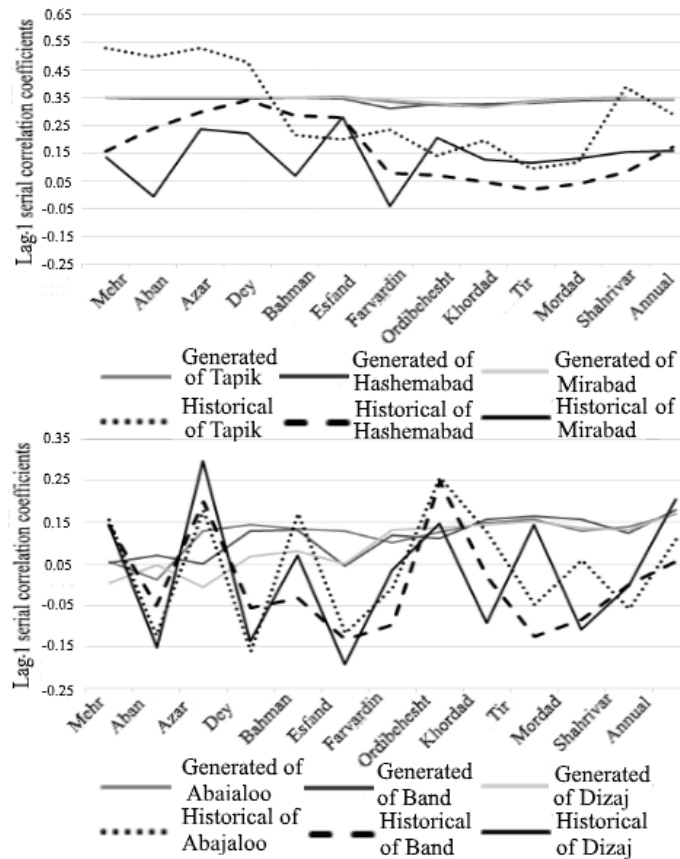 Lag-1 serial correlation coefficients
0.65
0.55
0.45
0.35
0.25
0.15
0.05
-0.05
-0.15
-0.25
Mehr
Aban
Azar
Dey
Bahman
Esfand
Farvardin
Ordibehesht
Khordad
Tir
Mordad
Shahrivar
Annual
Generated of Tapik
Generated of Hashemabad
Generated of Mirabad
Historical of Tapik
Historical of Hashemabad
Historical of Mirabad
Lag-1 serial correlation coefficients
0.35
0.25
0.15
0.05
-0.05
-0.15
-0.25
Mehr
Aban
Azar
Dey
Bahman
Esfand
Farvardin
Ordibehesht
Khordad
Tir
Mordad
Shahrivar
Annual
Generated of Abaialoo
Generated of Band
Generated of Dizaj
Historical of Abajaloo
Historical of Band
Historical of Dizaj